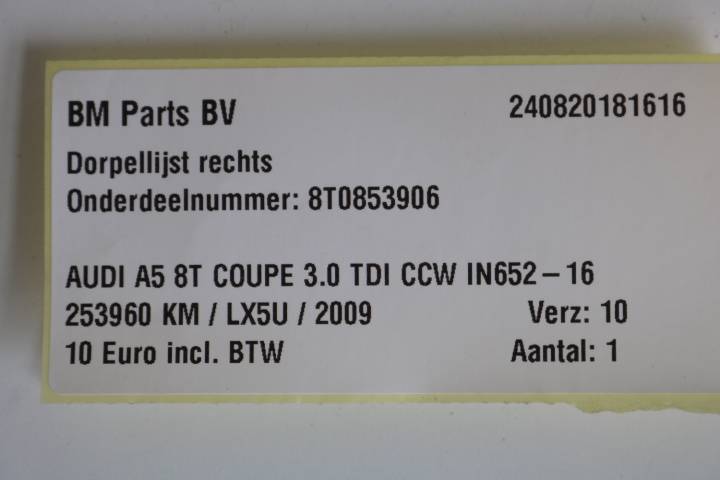 BM Parts BV 240820181616
Dorpellijst rechts
Onderdeelnummer: 8T0853906
AUDI A5 8T COUPE 3.0 TDI CCW IN652-16
253960 KM / LX5U / 2009 Verz: 10
10 Euro incl. BTW Aantal: 1